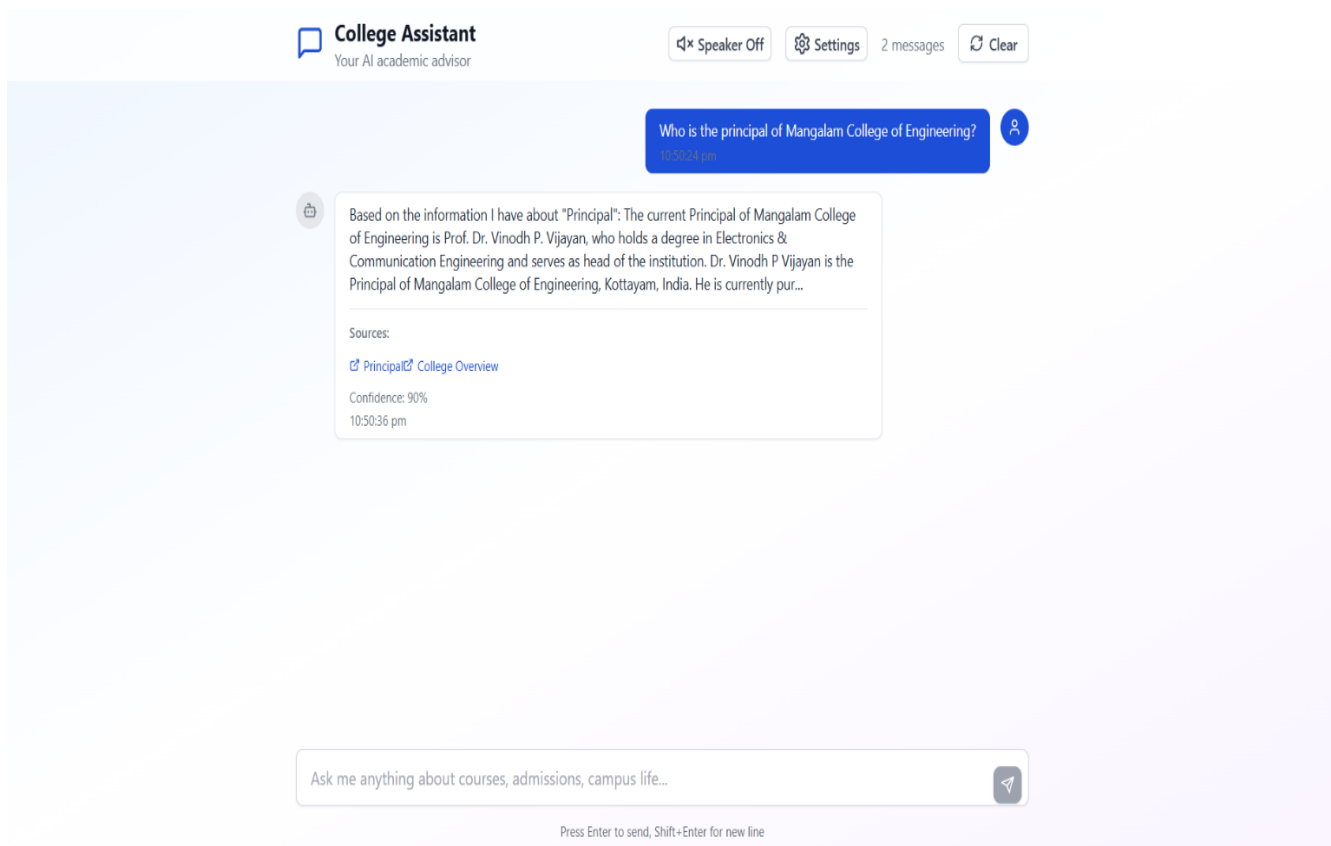 College Assistant
Your AI academic advisor
Speaker Off
Settings
2 messages
Clear
Who is the principal of Mangalam College of Engineering?
10:50:24 pm
Based on the information I have about "Principal": The current Principal of Mangalam College
of Engineering is Prof. Dr. Vinodh P. Vijayan, who holds a degree in Electronics &
Communication Engineering and serves as head of the institution. Dr. Vinodh P Vijayan is the
Principal of Mangalam College of Engineering, Kottayam, India. He is currently pur...
Sources:
Principal College Overview
Confidence: 90%
10:50:36 pm
Ask me anything about courses, admissions, campus life...
Press Enter to send, Shift+Enter for new line